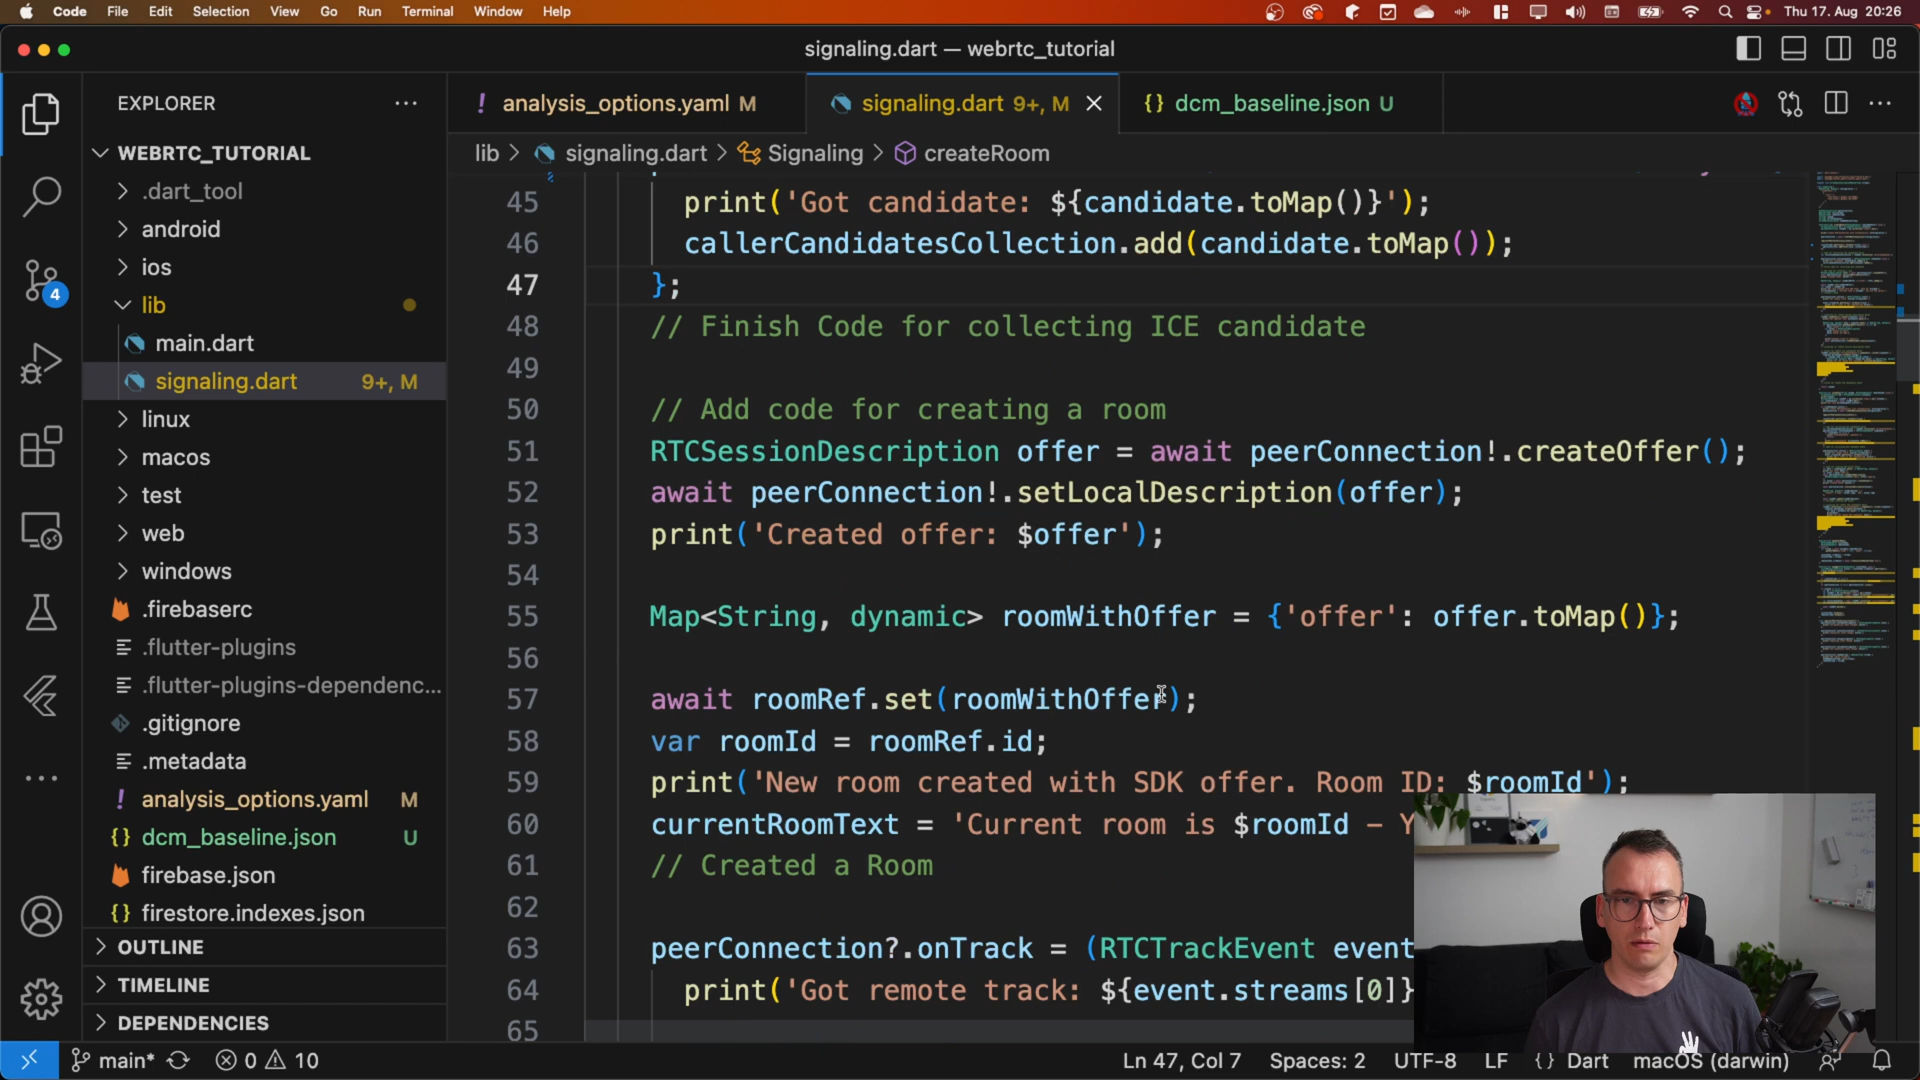 Code File Edit Selection View Go Run Terminal Window Help Thu 17. Aug 20:26
signaling.dart — webrtc_tutorial
EXPLORER
! analysis_options.yaml M
signaling.dart 9+, M
{} dcm_baseline.json U
lib > signaling.dart > Signaling > createRoom
WEBRTC_TUTORIAL
.dart_tool
android
ios
lib
main.dart
signaling.dart 9+, M
linux
macos
test
web
windows
.firebaserc
.flutter-plugins
.flutter-plugins-dependenc...
.gitignore
.metadata
! analysis_options.yaml M
{} dcm_baseline.json U
firebase.json
{} firestore.indexes.json
OUTLINE
TIMELINE
DEPENDENCIES
4
45 print('Got candidate: ${candidate.toMap()}');
46 callerCandidatesCollection.add(candidate.toMap());
47 };
48 // Finish Code for collecting ICE candidate
49
50 // Add code for creating a room
51 RTCSessionDescription offer = await peerConnection!.createOffer();
52 await peerConnection!.setLocalDescription(offer);
53 print('Created offer: $offer');
54
55 Map<String, dynamic> roomWithOffer = {'offer': offer.toMap()};
56
57 await roomRef.set(roomWithOffer);
58 var roomId = roomRef.id;
59 print('New room created with SDK offer. Room ID: $roomId');
60 currentRoomText = 'Current room is $roomId - Y
61 // Created a Room
62
63 peerConnection?.onTrack = (RTCTrackEvent event
64 print('Got remote track: ${event.streams[0]}
65
main* 0 10
Ln 47, Col 7 Spaces: 2 UTF-8 LF {} Dart macOS (darwin)